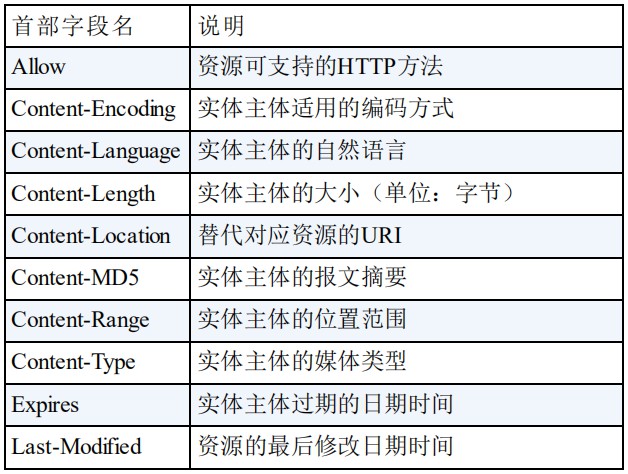 首部字段名 说明
Allow 资源可支持的HTTP方法
Content-Encoding 实体主体适用的编码方式
Content-Language 实体主体的自然语言
Content-Length 实体主体的大小（单位：字节）
Content-Location 替代对应资源的URI
Content-MD5 实体主体的报文摘要
Content-Range 实体主体的位置范围
Content-Type 实体主体的媒体类型
Expires 实体主体过期的日期时间
Last-Modified 资源的最后修改日期时间